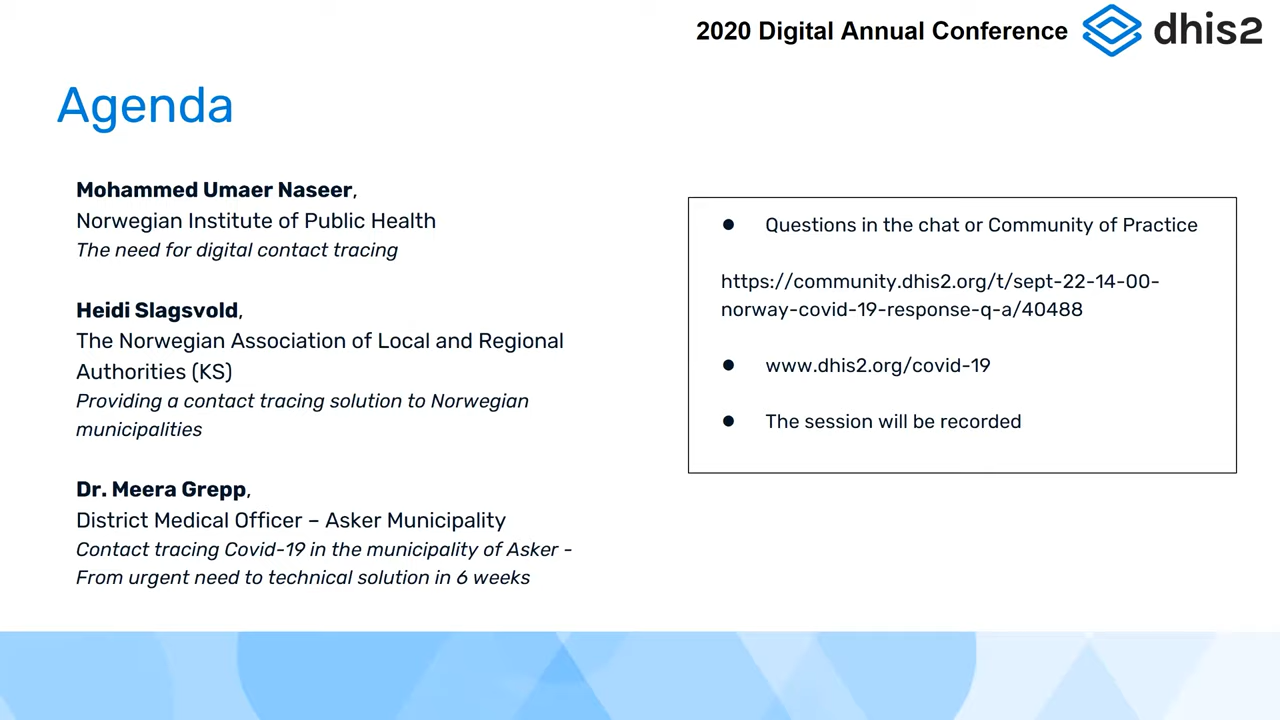 2020 Digital Annual Conference dhis2
Agenda
Mohammed Umaer Naseer,
Norwegian Institute of Public Health
The need for digital contact tracing
Heidi Slagsvold,
The Norwegian Association of Local and Regional
Authorities (KS)
Providing a contact tracing solution to Norwegian
municipalities
Dr. Meera Grepp,
District Medical Officer – Asker Municipality
Contact tracing Covid-19 in the municipality of Asker -
From urgent need to technical solution in 6 weeks
● Questions in the chat or Community of Practice
https://community.dhis2.org/t/sept-22-14-00-
norway-covid-19-response-q-a/40488
● www.dhis2.org/covid-19
● The session will be recorded